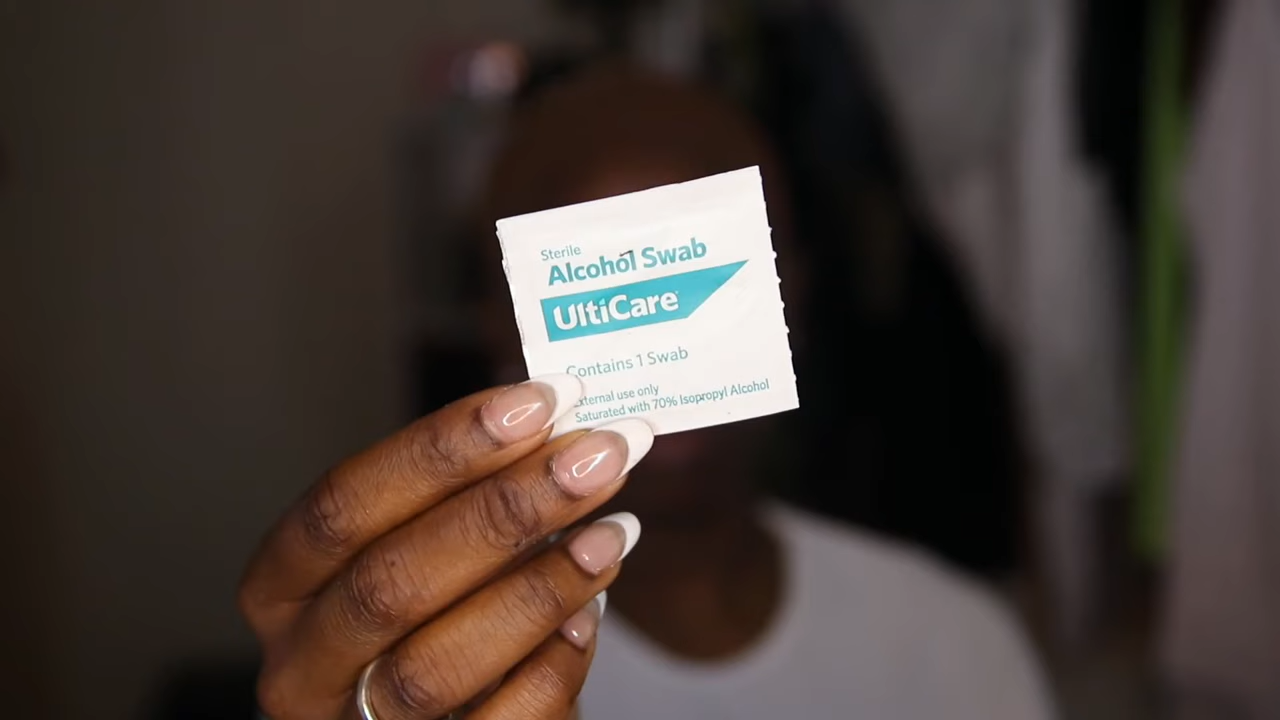 Sterile
Alcohol Swab
UltiCare
Contains 1 Swab
External use only
Saturated with 70% Isopropyl Alcohol